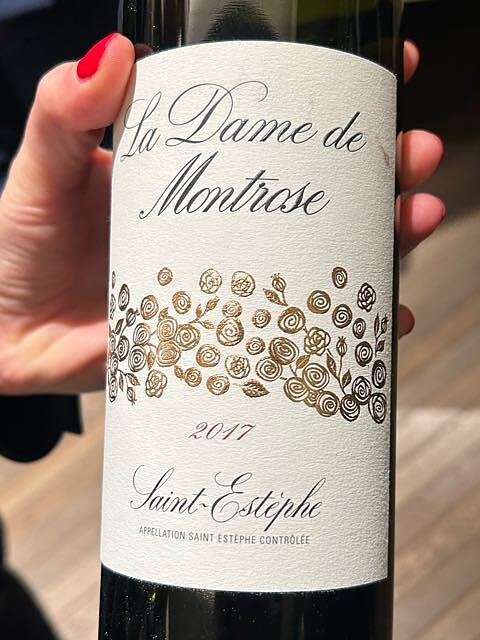 La Dame de
Montrose
2017
Saint-Estèphe
APPELLATION SAINT ESTÈPHE CONTRÔLÉE